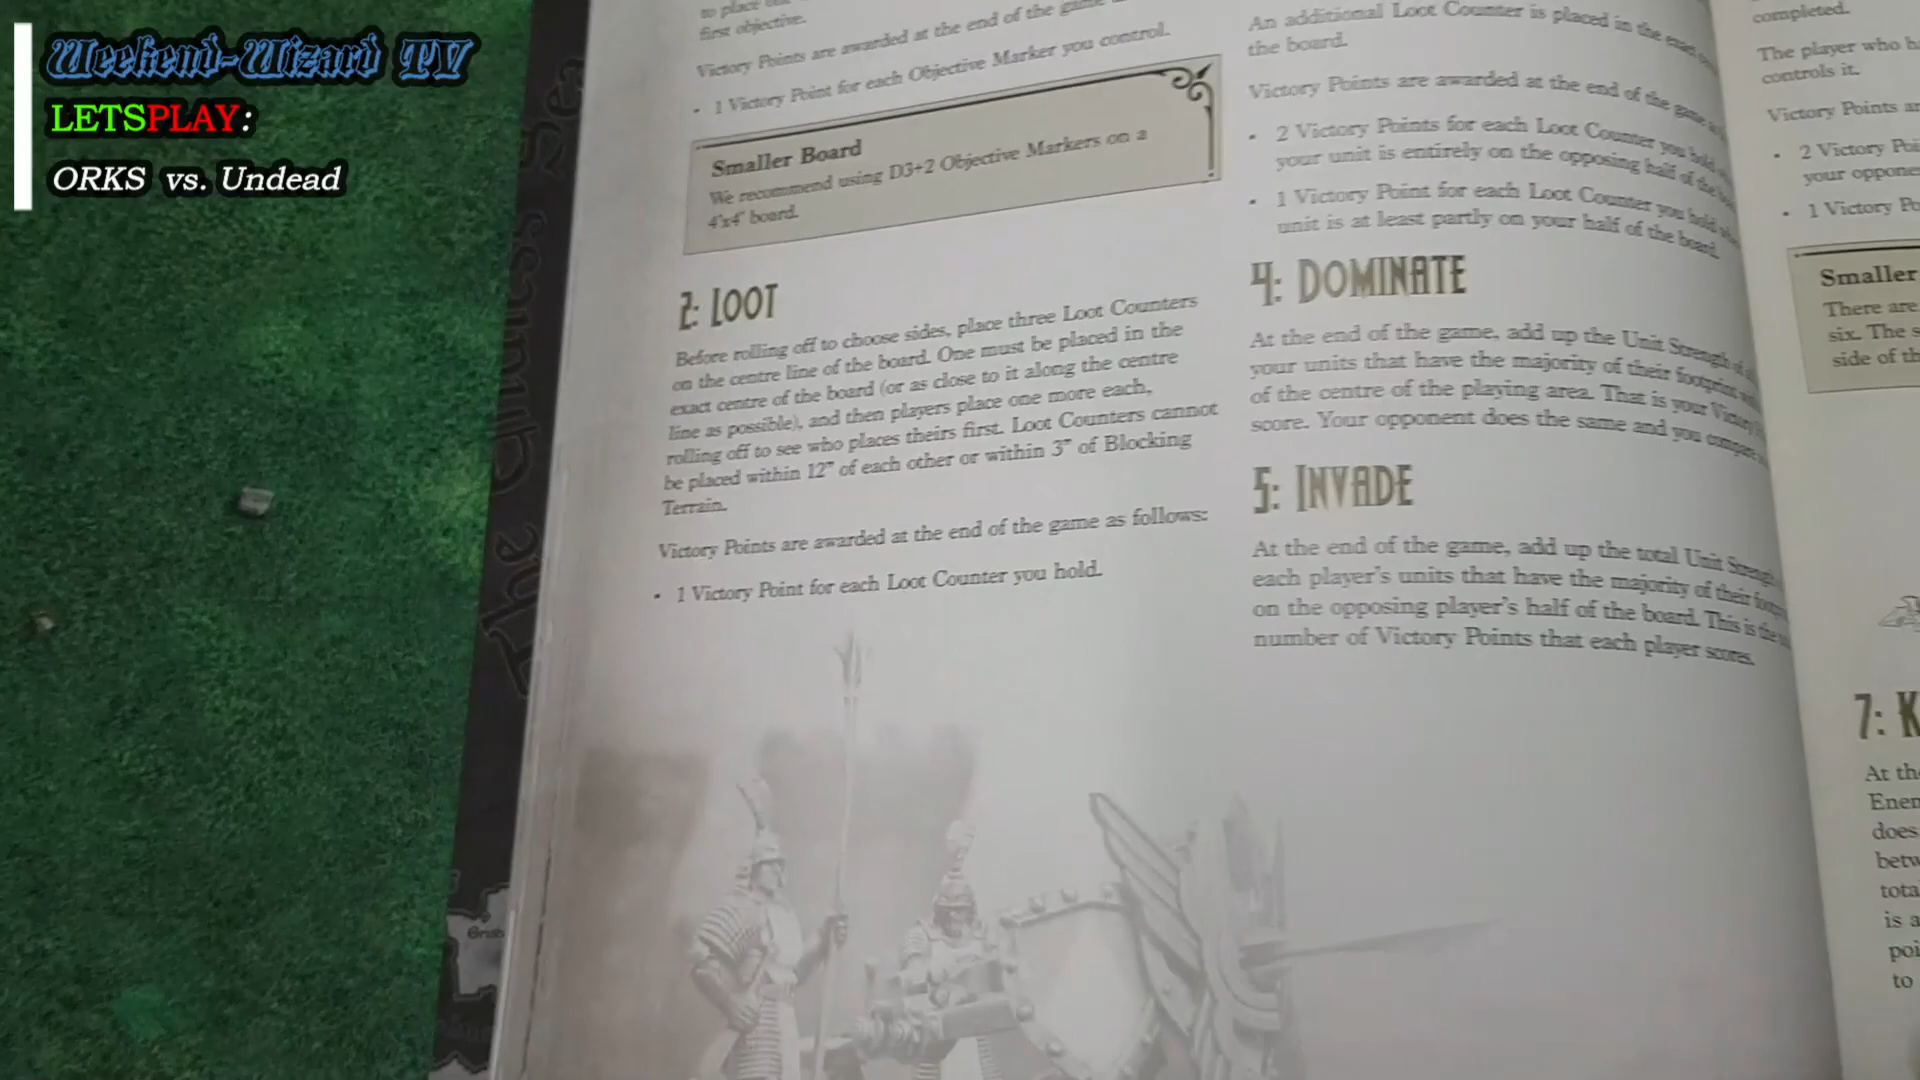 Weekend-Wizard TV
LETSPLAY:
ORKS vs. Undead
to place
first objective.
Victory Points are awarded at the end of the game
• 1 Victory Point for each Objective Marker you control.
Smaller Board
We recommend using D3+2 Objective Markers on a
4'x4' board.
2: LOOT
Before rolling off to choose sides, place three Loot Counters
on the centre line of the board. One must be placed in the
exact centre of the board (or as close to it along the centre
line as possible), and then players place one more each,
rolling off to see who places theirs first. Loot Counters cannot
be placed within 12" of each other or within 3" of Blocking
Terrain.
Victory Points are awarded at the end of the game as follows:
• 1 Victory Point for each Loot Counter you hold.
An additional Loot Counter is placed in the exact
the board.
Victory Points are awarded at the end of the game
• 2 Victory Points for each Loot Counter you hold
your unit is entirely on the opposing half of the
• 1 Victory Point for each Loot Counter you hold
unit is at least partly on your half of the board.
4: DOMINATE
At the end of the game, add up the Unit Strength of
your units that have the majority of their footprint
of the centre of the playing area. That is your Victory
score. Your opponent does the same and you compare
5: INVADE
At the end of the game, add up the total Unit Strength
each player's units that have the majority of their
on the opposing player's half of the board. This is the
number of Victory Points that each player scores.
completed.
The player who
controls it.
Victory Points
• 2 Victory
your
• 1 Victory
Smaller
There are
six. The
side of
7:
At
does
is
to